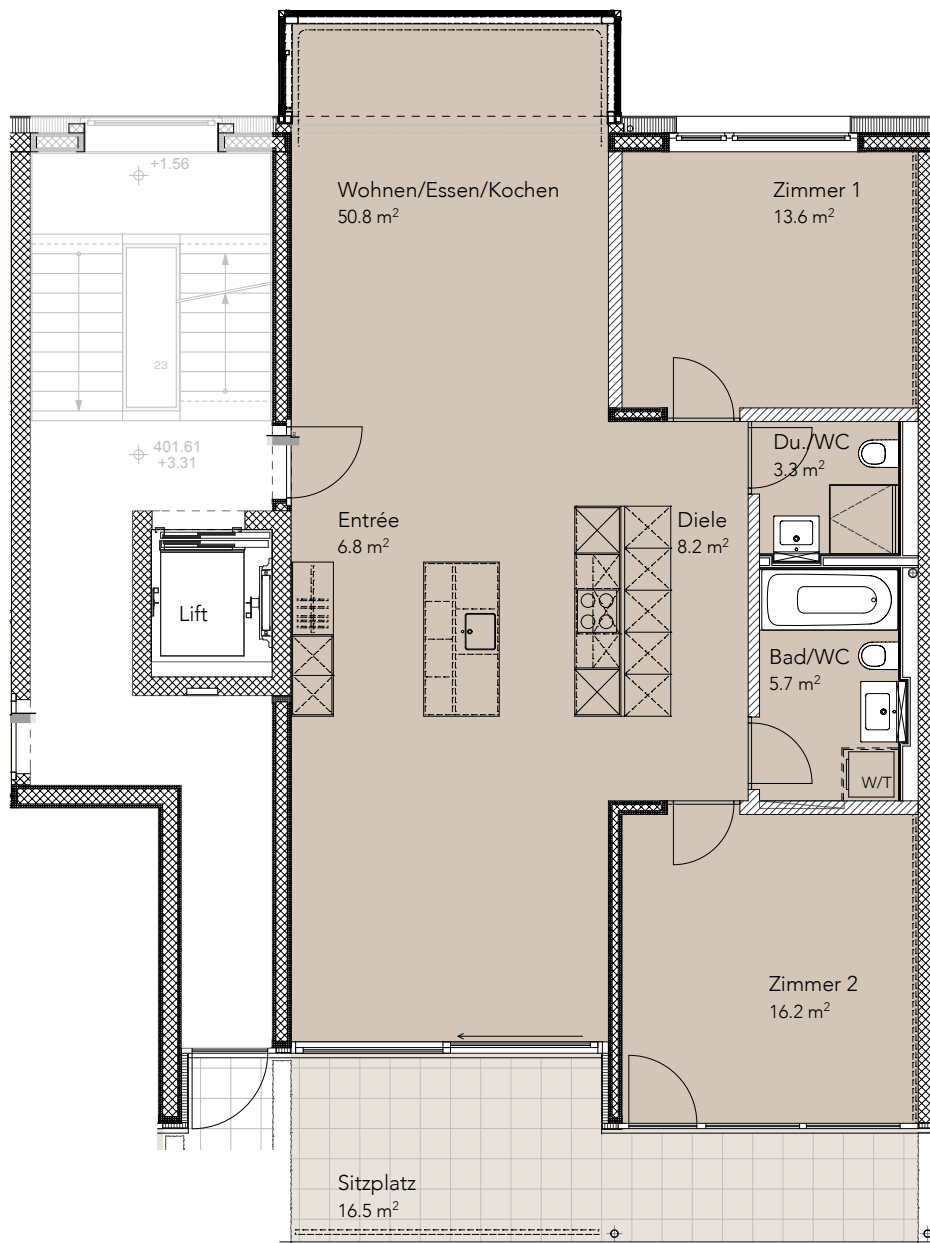 +1.56
Wohnen/Essen/Kochen
50.8 m²
Zimmer 1
13.6 m²
23
401.61
+3.31
Du./WC
3.3 m²
Entrée
6.8 m²
Diele
8.2 m²
Lift
Bad/WC
5.7 m²
W/T
Zimmer 2
16.2 m²
Sitzplatz
16.5 m²